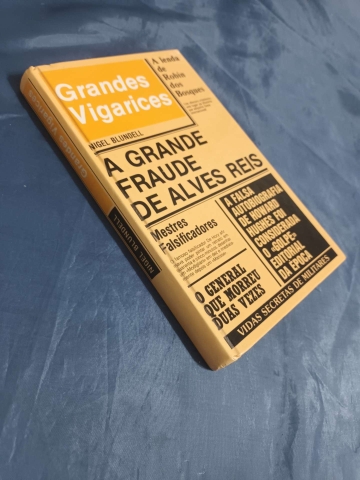 Grandes
Vigarices
A lenda
de Robin
dos
Bosques
NIGEL BLUNDELL
A GRANDE
FRAUDE
DE ALVES REIS
Mestres
Falsificadores
A FALSA
AUTOBIOGRAFIA
DE HOWARD
HUGHES FOI
CONSIDERADA
«GOLPE»
EDITORIAL
DA ÉPOCA
O GENERAL
QUE MORREU
DUAS VEZES
VIDAS SECRETAS DE MILITARES
NIGEL BLUNDELL